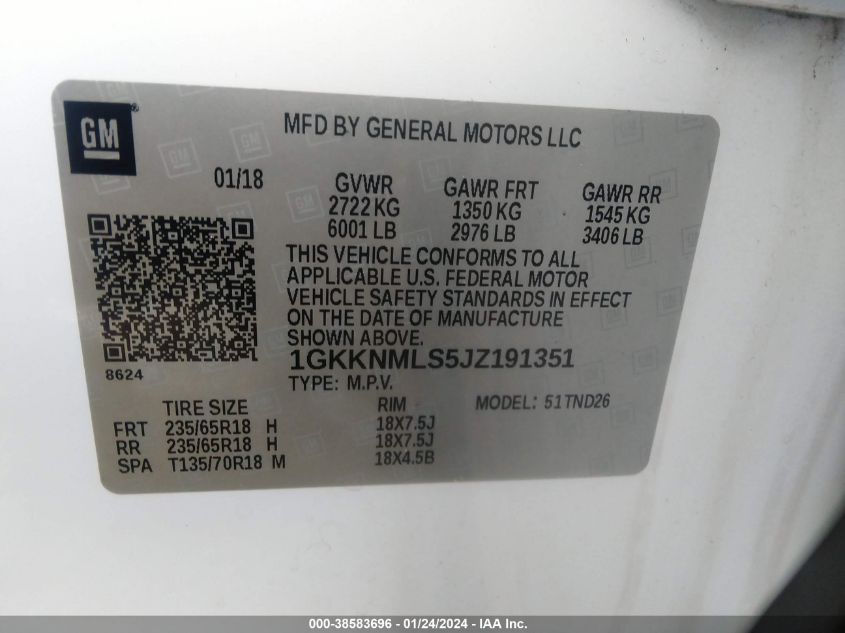 GM
MFD BY GENERAL MOTORS LLC
01/18 GVWR GAWR FRT GAWR RR
2722 KG 1350 KG 1545 KG
6001 LB 2976 LB 3406 LB
THIS VEHICLE CONFORMS TO ALL
APPLICABLE U.S. FEDERAL MOTOR
VEHICLE SAFETY STANDARDS IN EFFECT
ON THE DATE OF MANUFACTURE
SHOWN ABOVE.
1GKKNMLS5JZ191351
8624
TYPE: M.P.V.
TIRE SIZE RIM MODEL: 51TND26
FRT 235/65R18 H 18X7.5J
RR 235/65R18 H 18X7.5J
SPA T135/70R18 M 18X4.5B
000-38583696 - 01/24/2024 - IAAI.COM